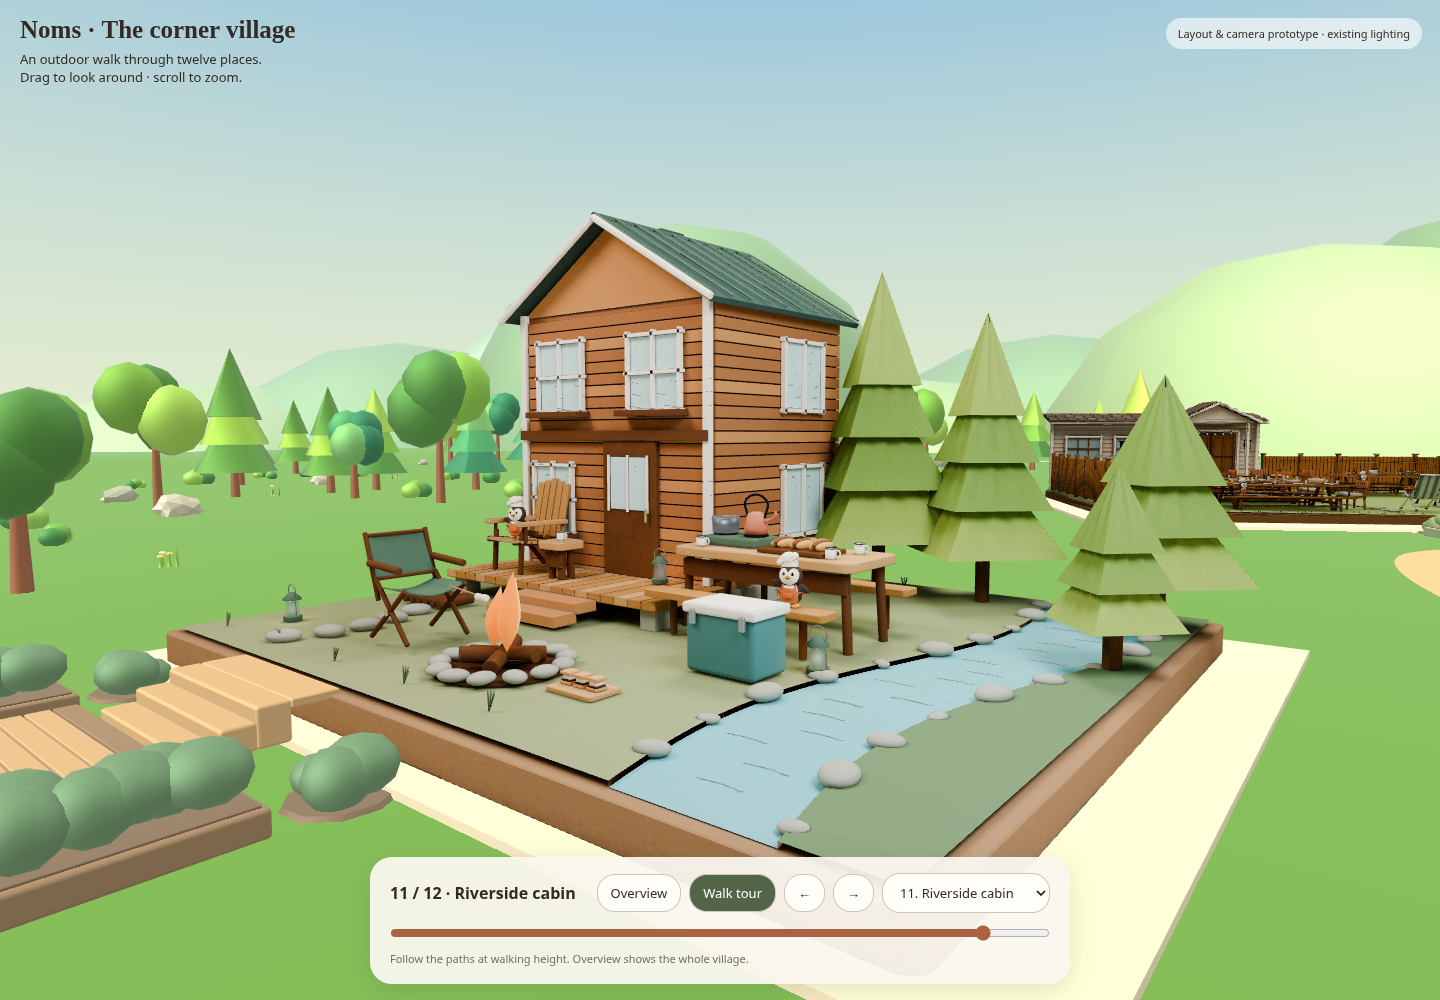 Noms · The corner village
An outdoor walk through twelve places.
Drag to look around · scroll to zoom.
Layout & camera prototype · existing lighting
11 / 12 · Riverside cabin
Overview
Walk tour
←
→
11. Riverside cabin
Follow the paths at walking height. Overview shows the whole village.